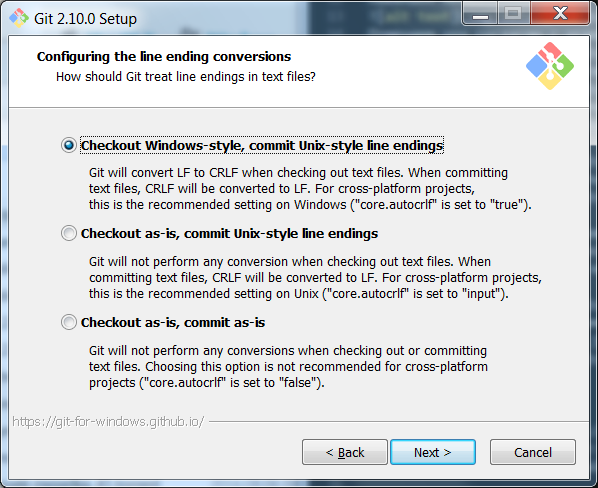 Git 2.10.0 Setup
Configuring the line ending conversions
How should Git treat line endings in text files?
Checkout Windows-style, commit Unix-style line endings
Git will convert LF to CRLF when checking out text files. When committing
text files, CRLF will be converted to LF. For cross-platform projects,
this is the recommended setting on Windows ("core.autocrlf" is set to "true").
Checkout as-is, commit Unix-style line endings
Git will not perform any conversion when checking out text files. When
committing text files, CRLF will be converted to LF. For cross-platform projects,
this is the recommended setting on Unix ("core.autocrlf" is set to "input").
Checkout as-is, commit as-is
Git will not perform any conversions when checking out or committing
text files. Choosing this option is not recommended for cross-platform
projects ("core.autocrlf" is set to "false").
https://git-for-windows.github.io/
< Back
Next >
Cancel